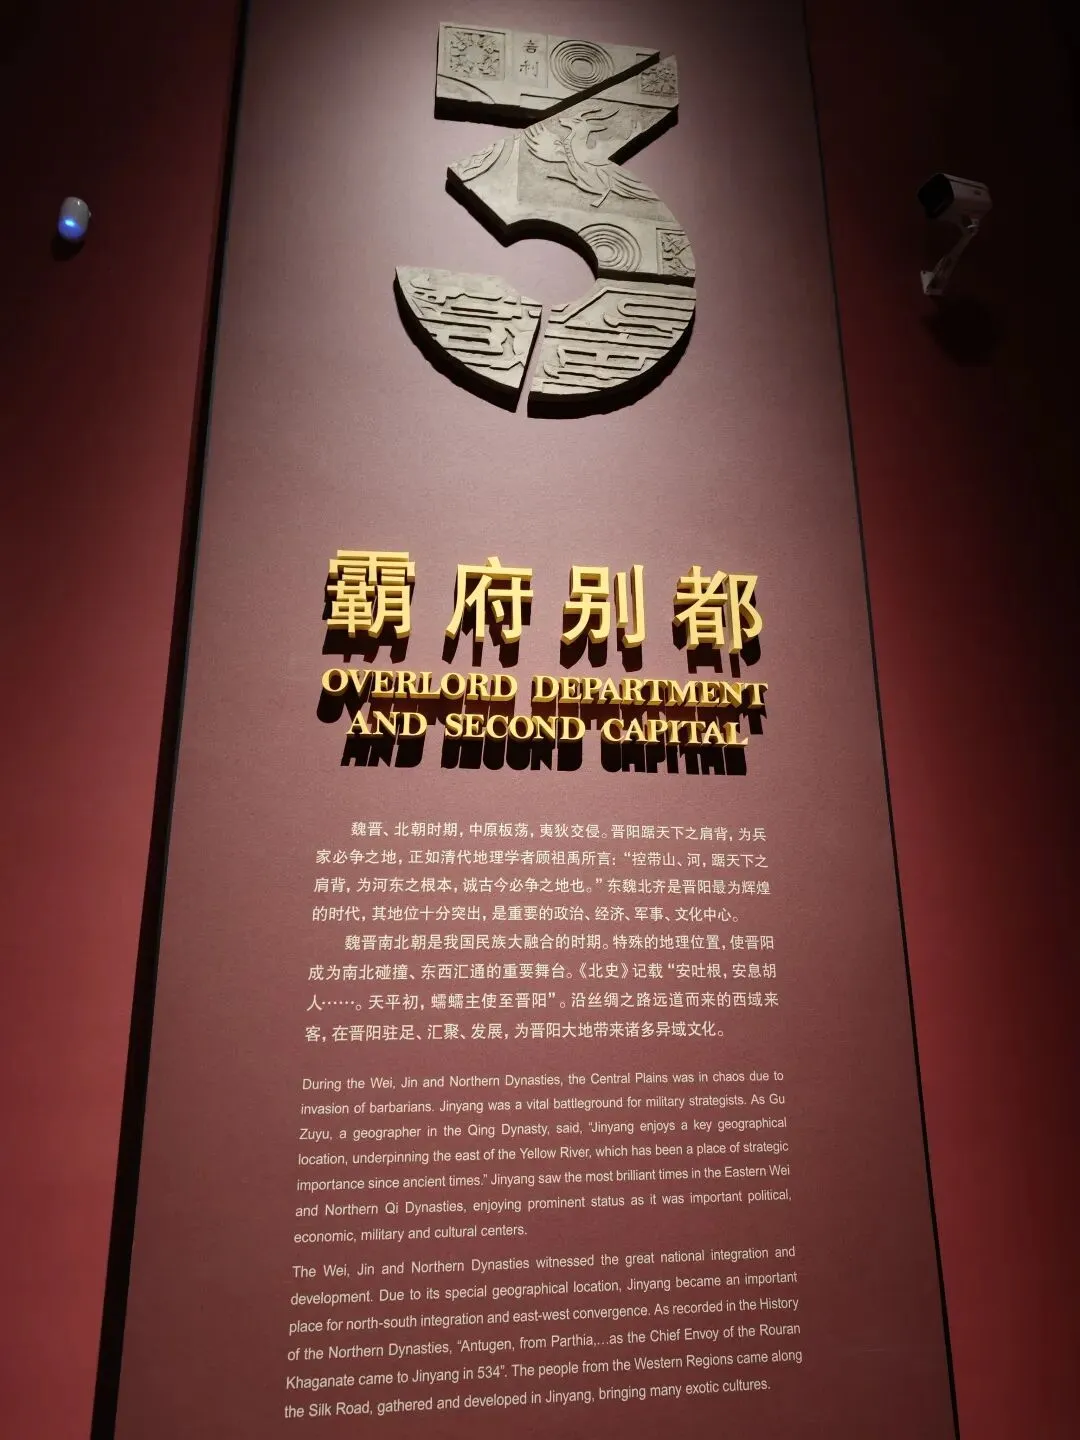 吉
利
霸府别都
OVERLORD DEPARTMENT
AND SECOND CAPITAL
魏晋、北朝时期，中原板荡，夷狄交侵。晋阳踞天下之肩背，为兵
家必争之地，正如清代地理学者顾祖禹所言：“控带山、河，踞天下之
肩背，为河东之根本，诚古今必争之地也。”东魏北齐是晋阳最为辉煌
的时代，其地位十分突出，是重要的政治、经济、军事、文化中心。
魏晋南北朝是我国民族大融合的时期。特殊的地理位置，使晋阳
成为南北碰撞、东西汇通的重要舞台。《北史》记载“安吐根，安息胡
人……。天平初，蠕蠕主使至晋阳”。沿丝绸之路远道而来的西域来
客，在晋阳驻足、汇聚、发展，为晋阳大地带来诸多异域文化。
During the Wei, Jin and Northern Dynasties, the Central Plains was in chaos due to
invasion of barbarians. Jinyang was a vital battleground for military strategists. As Gu
Zuyu, a geographer in the Qing Dynasty, said, “Jinyang enjoys a key geographical
location, underpinning the east of the Yellow River, which has been a place of strategic
importance since ancient times.” Jinyang saw the most brilliant times in the Eastern Wei
and Northern Qi Dynasties, enjoying prominent status as it was important political,
economic, military and cultural centers.
The Wei, Jin and Northern Dynasties witnessed the great national integration and
development. Due to its special geographical location, Jinyang became an important
place for north-south integration and east-west convergence. As recorded in the History
of the Northern Dynasties, “Antugen, from Parthia,…as the Chief Envoy of the Rouran
Khaganate came to Jinyang in 534”. The people from the Western Regions came along
the Silk Road, gathered and developed in Jinyang, bringing many exotic cultures.